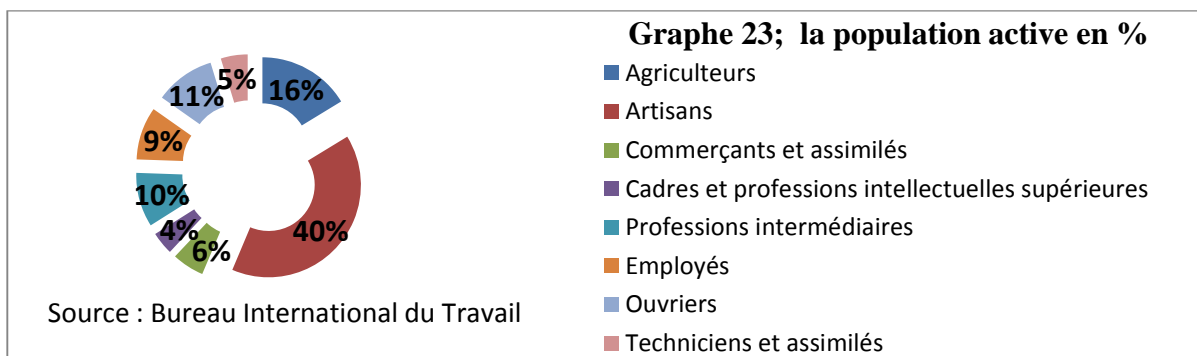 Graphe 23; la population active en %
5%
16%
11%
9%
10%
4%
6%
40%
Agriculteurs
Artisans
Commerçants et assimilés
Cadres et professions intellectuelles supérieures
Professions intermédiaires
Employés
Ouvriers
Techniciens et assimilés
Source : Bureau International du Travail